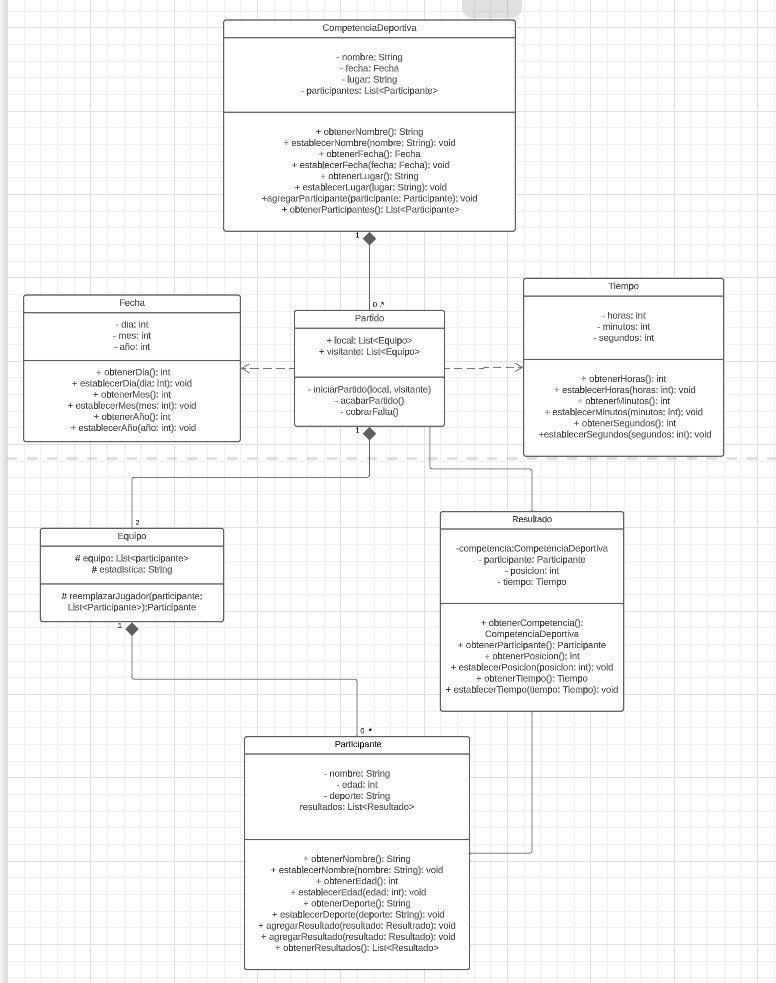 CompetenciaDeportiva
- nombre: String
- fecha: Fecha
- lugar: String
- participantes: List<Participante>
+ obtenerNombre(): String
+ establecerNombre(nombre: String): void
+ obtenerFecha(): Fecha
+ establecerFecha(fecha; Fecha); void
+ obtenerLugar(); String
+ establecerLugar(lugar: String): void
+agregarParticipante(participante: Participante): void
+ obtenerParticipantes(): List<Participante>
1
0 .*
Fecha
- dia: int
- mes: int
- año: int
+ obtenerDia(); int
+ establecerDia(dia: Int): void
+ obtenerMes(): int
+ establecerMes(mes: int): void
+ obtenerAño(): int
+ establecerAño(año: int): void
Partido
+ local: List<Equipo>
+ visitante: List<Equipo>
- iniciarPartido(local, visitante)
- acabarPartido()
- cobrarFalta()
Tiempo
- horas: int
- minutos: int
- segundos: int
+ obtenerHoras(): int
+ establecerHoras(horas: int): void
+ obtenerMinutos(): int
+ establecerMinutos(minutos; int): void
+ obtenerSegundos(): int
+establecerSegundos(segundos: int): void
1
2
Equipo
# equipo: List<participante>
# estadistica: String
# reemplazarJugador(participante;
List<Participante>);Participante
1
Resultado
-competencia:CompetenciaDeportiva
- participante: Participante
- posicion: int
- tiempo: Tiempo
+ obtenerCompetencia():
CompetenciaDeportiva
+ obtenerParticipante(); Participante
+ obtenerPosicion(); int
+ establecerPosicion(posicion: int): void
+ obtenerTiempo(): Tiempo
+ establecerTiempo(tiempo: Tiempo): void
0 *
Participante
- nombre: String
- edad: int
- deporte: String
resultados: List<Resultado>
+ obtenerNombre(): String
+ establecerNombre(nombre: String): void
+ obtenerEdad(); int
+ establecerEdad(edad; int); void
+ obtenerDeporte(): String
+ establecerDeporte(deporte: String): void
+ agregarResultado(resultado: Resultrado): void
+ agregarResultado(resultado: Resultado): void
+ obtenerResultados(): List<Resultado>